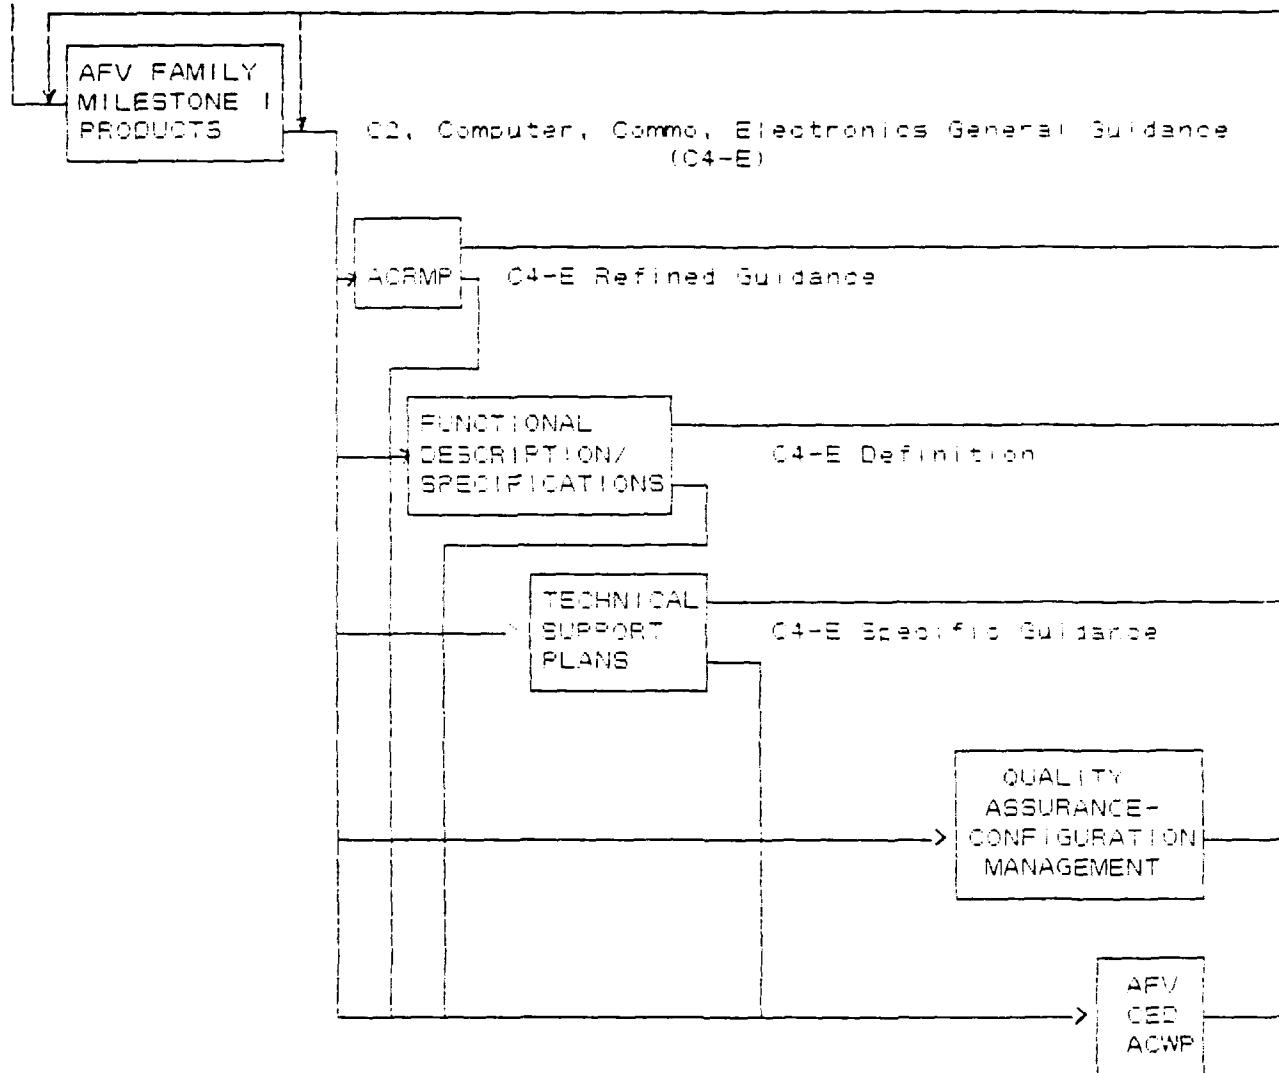 AFV FAMILY
MILESTONE I
PRODUCTS
C2, Computer, Commo, Electronics General Guidance
(C4-E)
ACRMP
C4-E Refined Guidance
FUNCTIONAL
DESCRIPTION/
SPECIFICATIONS
C4-E Definition
TECHNICAL
SUPPORT
PLANS
C4-E Specific Guidance
QUALITY
ASSURANCE-
CONFIGURATION
MANAGEMENT
AFV
CED
ACWP